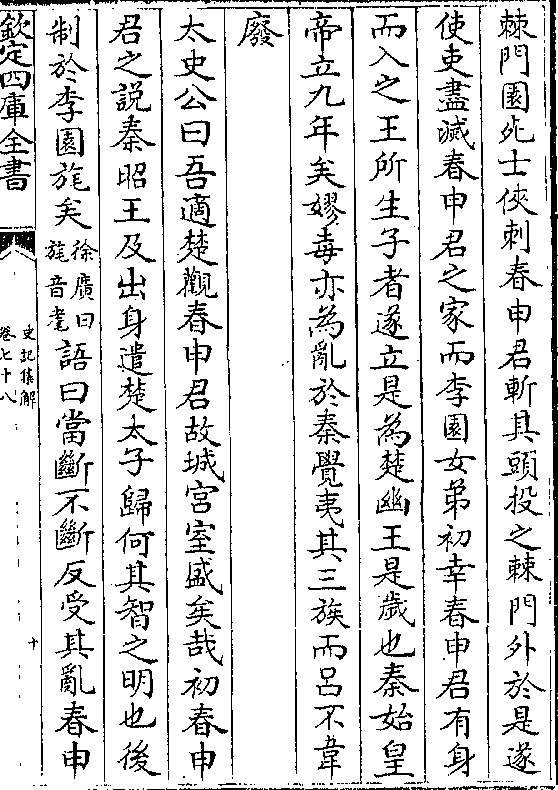 棘門園死士俠刺春申君斬其頭投之棘門外於是遂
使吏盡滅春申君之家而李園女弟初幸春申君有身
而入之王所生子者遂立是為楚幽王是歲也秦始皇
帝立九年矣嫪毐亦為亂於秦覺夷其三族而呂不韋
廢
太史公曰吾適楚觀春申君故城宮室盛矣哉初春申
君之說秦昭王及出身遣楚太子歸何其智之明也後
制於李園旄矣徐廣曰旄音耄語曰當斷不斷反受其亂春申
欽定四庫全書
史記集解
卷七十八
十